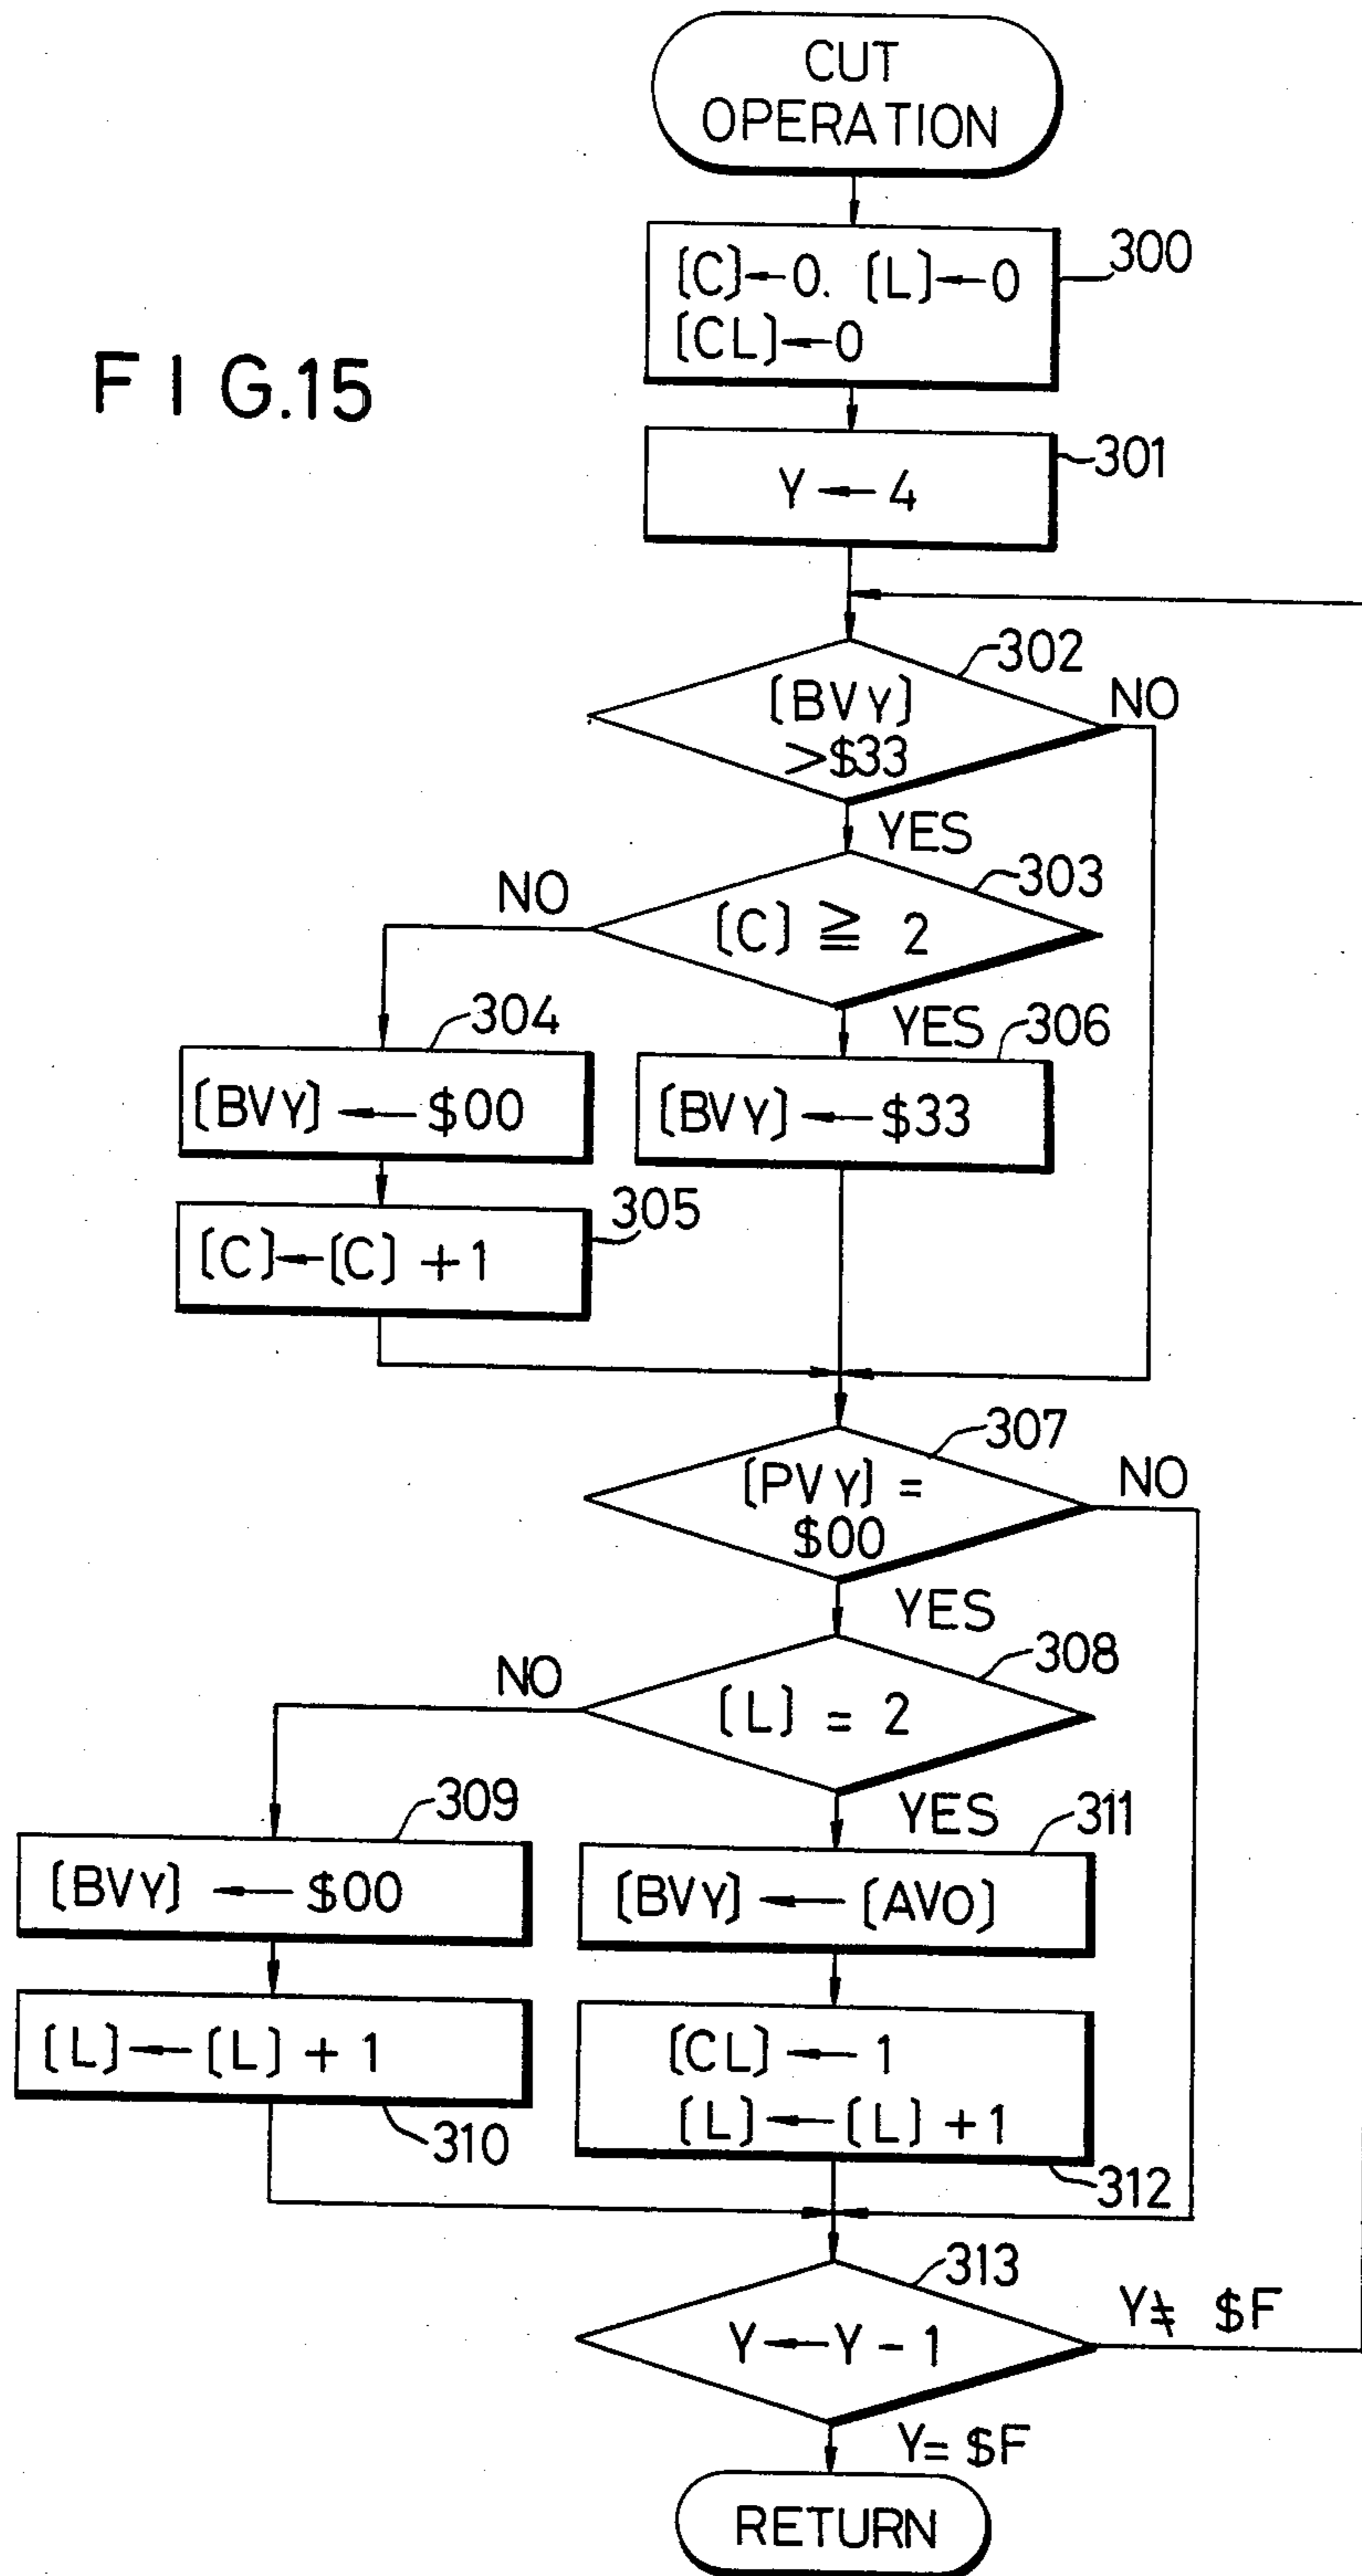 CUT
OPERATION
[C]←0. [L]←0
[CL]←0
300
FIG.15
Y ← 4
301
302
[BVY]
>$33
NO
YES
303
NO
[C] ≧ 2
YES
304
306
[BVY] ← $00
[BVY] ← $33
305
[C]←[C] +1
307
[PVY] =
$00
NO
YES
308
NO
[L] = 2
YES
309
311
[BVY] ← $00
[BVY] ← [AVO]
[L]←[L] + 1
[CL] ← 1
[L]←[L] + 1
310
312
313
Y←Y - 1
Y≠ $F
Y= $F
RETURN